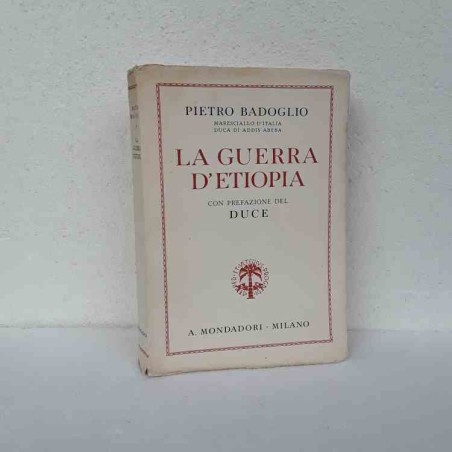 PIETRO BADOGLIO
MARESCIALLO D'ITALIA
DUCA DI ADDIS ABEBA
LA GUERRA
D'ETIOPIA
CON PREFAZIONE DEL
DUCE
A. MONDADORI - MILANO